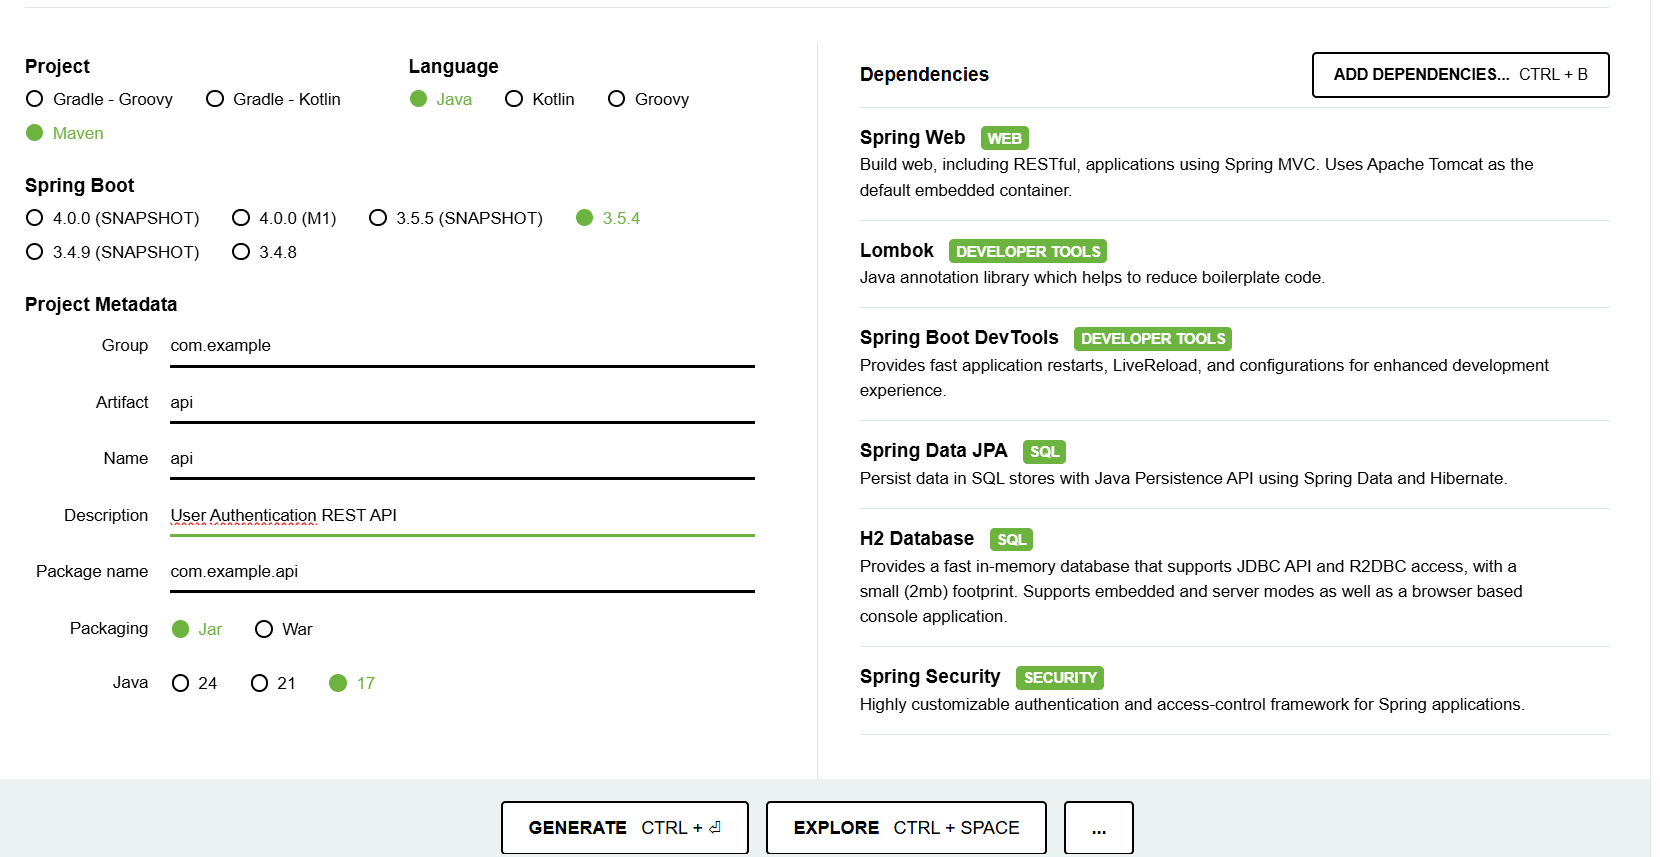 Project
Gradle - Groovy Gradle - Kotlin
Maven
Language
Java Kotlin Groovy
Spring Boot
4.0.0 (SNAPSHOT) 4.0.0 (M1) 3.5.5 (SNAPSHOT) 3.5.4
3.4.9 (SNAPSHOT) 3.4.8
Project Metadata
Group com.example
Artifact api
Name api
Description User Authentication REST API
Package name com.example.api
Packaging Jar War
Java 24 21 17
Dependencies ADD DEPENDENCIES... CTRL + B
Spring Web WEB
Build web, including RESTful, applications using Spring MVC. Uses Apache Tomcat as the
default embedded container.
Lombok DEVELOPER TOOLS
Java annotation library which helps to reduce boilerplate code.
Spring Boot DevTools DEVELOPER TOOLS
Provides fast application restarts, LiveReload, and configurations for enhanced development
experience.
Spring Data JPA SQL
Persist data in SQL stores with Java Persistence API using Spring Data and Hibernate.
H2 Database SQL
Provides a fast in-memory database that supports JDBC API and R2DBC access, with a
small (2mb) footprint. Supports embedded and server modes as well as a browser based
console application.
Spring Security SECURITY
Highly customizable authentication and access-control framework for Spring applications.
GENERATE CTRL + ⏎ EXPLORE CTRL + SPACE ...